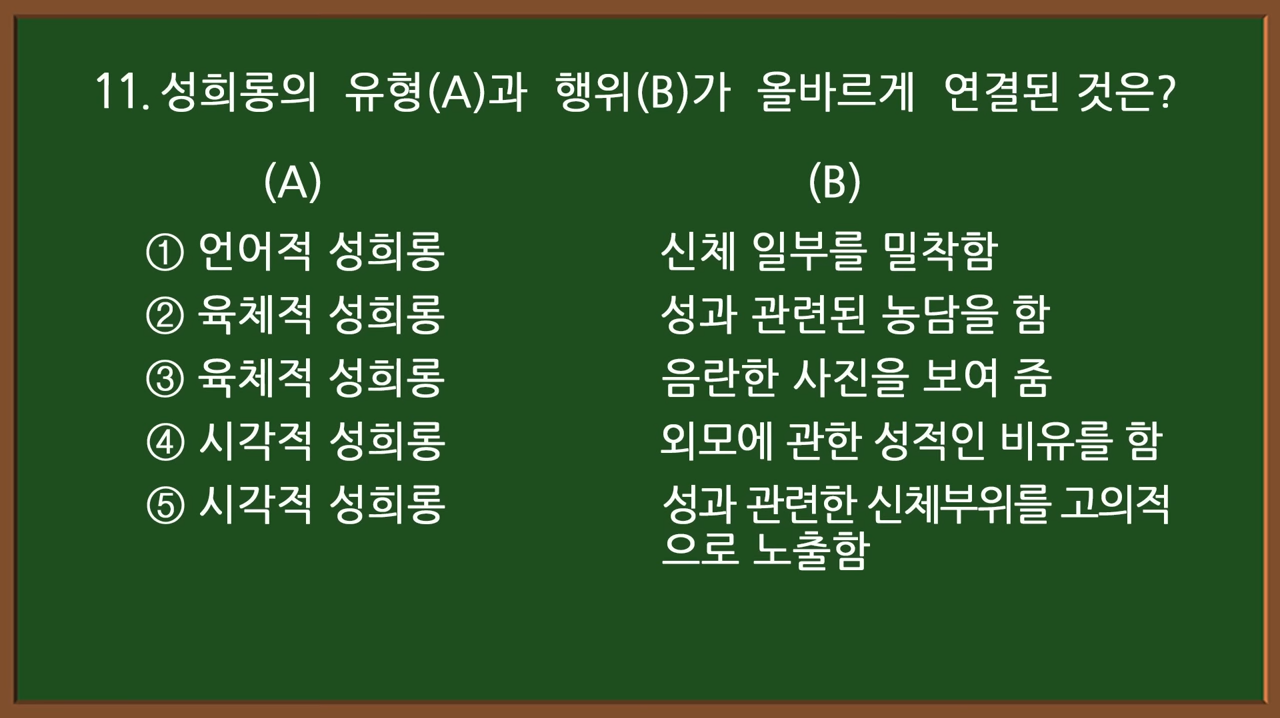 11. 성희롱의 유형(A)과 행위(B)가 올바르게 연결된 것은?
(A) (B)
① 언어적 성희롱 신체 일부를 밀착함
② 육체적 성희롱 성과 관련된 농담을 함
③ 육체적 성희롱 음란한 사진을 보여 줌
④ 시각적 성희롱 외모에 관한 성적인 비유를 함
⑤ 시각적 성희롱 성과 관련한 신체부위를 고의적
으로 노출함